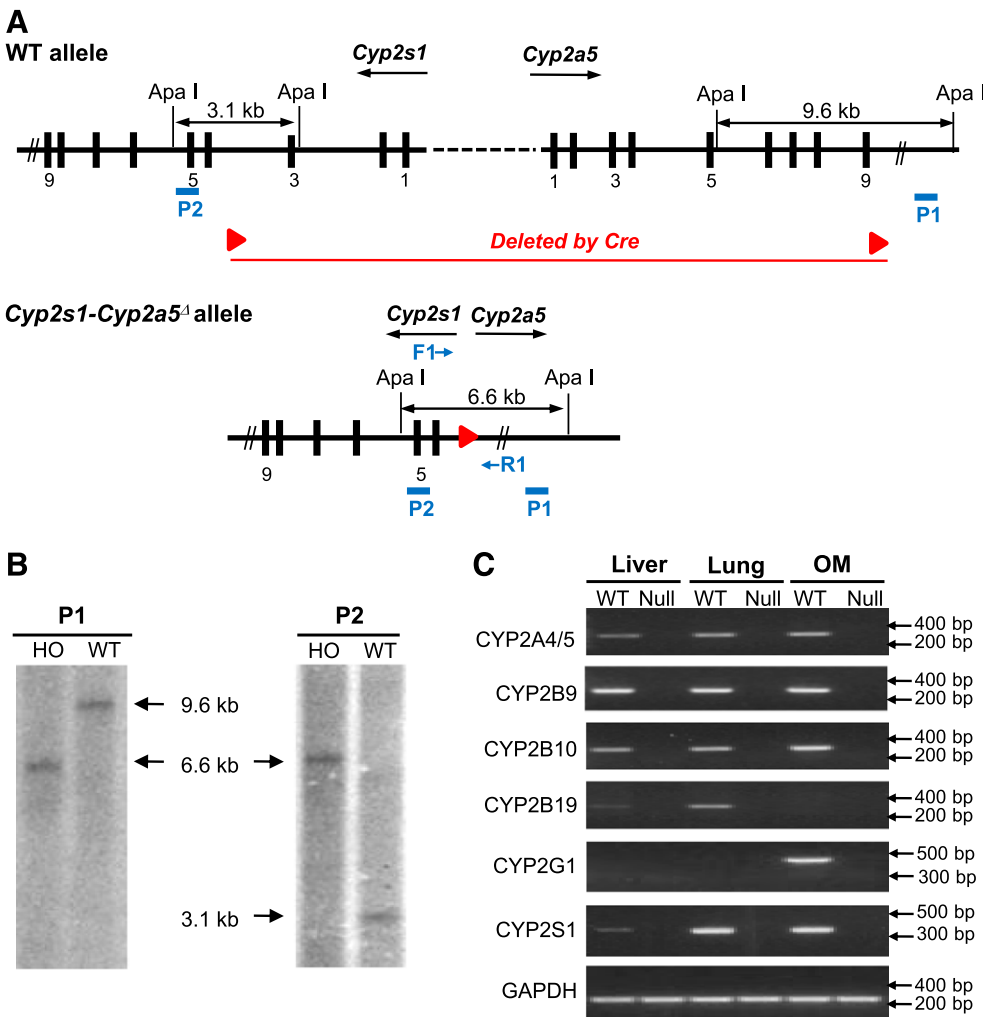 A
WT allele
Cyp2s1 Cyp2a5
Apa I Apa I Apa I Apa I
3.1 kb 9.6 kb
9 5 3 1 1 3 5 9
P2 P1
Deleted by Cre
Cyp2s1-Cyp2a5Δ allele
Cyp2s1 Cyp2a5
F1
Apa I Apa I
6.6 kb
9 5 R1
P2 P1
B
P1 P2
HO WT HO WT
9.6 kb
6.6 kb
3.1 kb
C
Liver Lung OM
WT Null WT Null WT Null
CYP2A4/5 400 bp
200 bp
CYP2B9 400 bp
200 bp
CYP2B10 400 bp
200 bp
CYP2B19 400 bp
200 bp
CYP2G1 500 bp
300 bp
CYP2S1 500 bp
300 bp
GAPDH 400 bp
200 bp